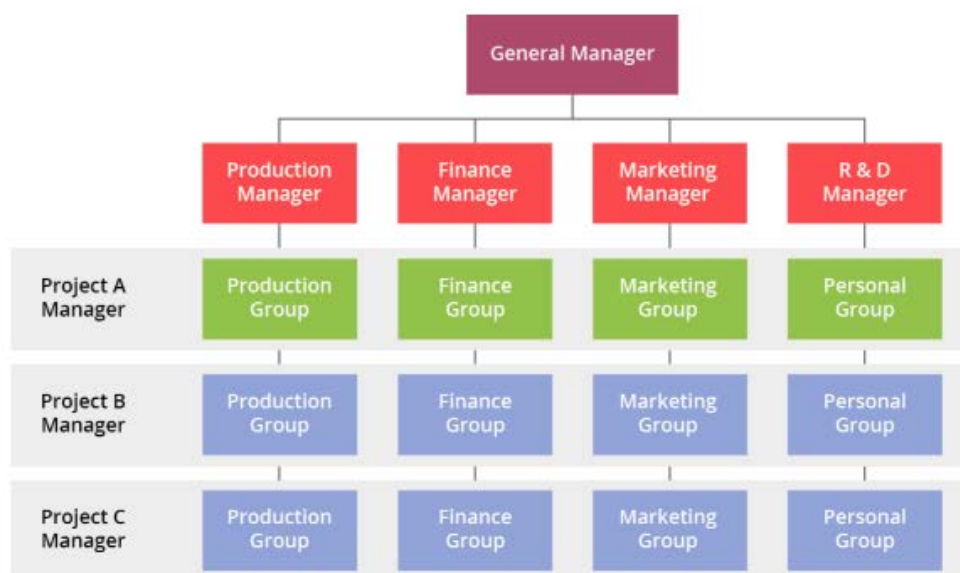 General Manager
Production
Manager
Finance
Manager
Marketing
Manager
R & D
Manager
Project A
Manager
Production
Group
Finance
Group
Marketing
Group
Personal
Group
Project B
Manager
Production
Group
Finance
Group
Marketing
Group
Personal
Group
Project C
Manager
Production
Group
Finance
Group
Marketing
Group
Personal
Group